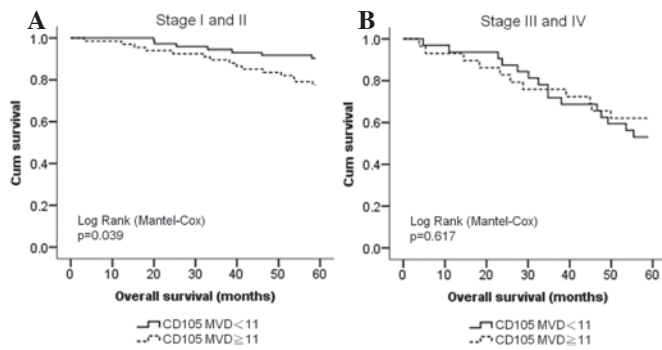 A
Stage I and II
Cum survival
1.0
0.8
0.6
0.4
0.2
0.0
Log Rank (Mantel-Cox)
p=0.039
0 10 20 30 40 50 60
Overall survival (months)
CD105 MVD<11
CD105 MVD≧11
B
Stage III and IV
Cum survival
1.0
0.8
0.6
0.4
0.2
0.0
Log Rank (Mantel-Cox)
p=0.617
0 10 20 30 40 50 60
Overall survival (months)
CD105 MVD<11
CD105 MVD≧11